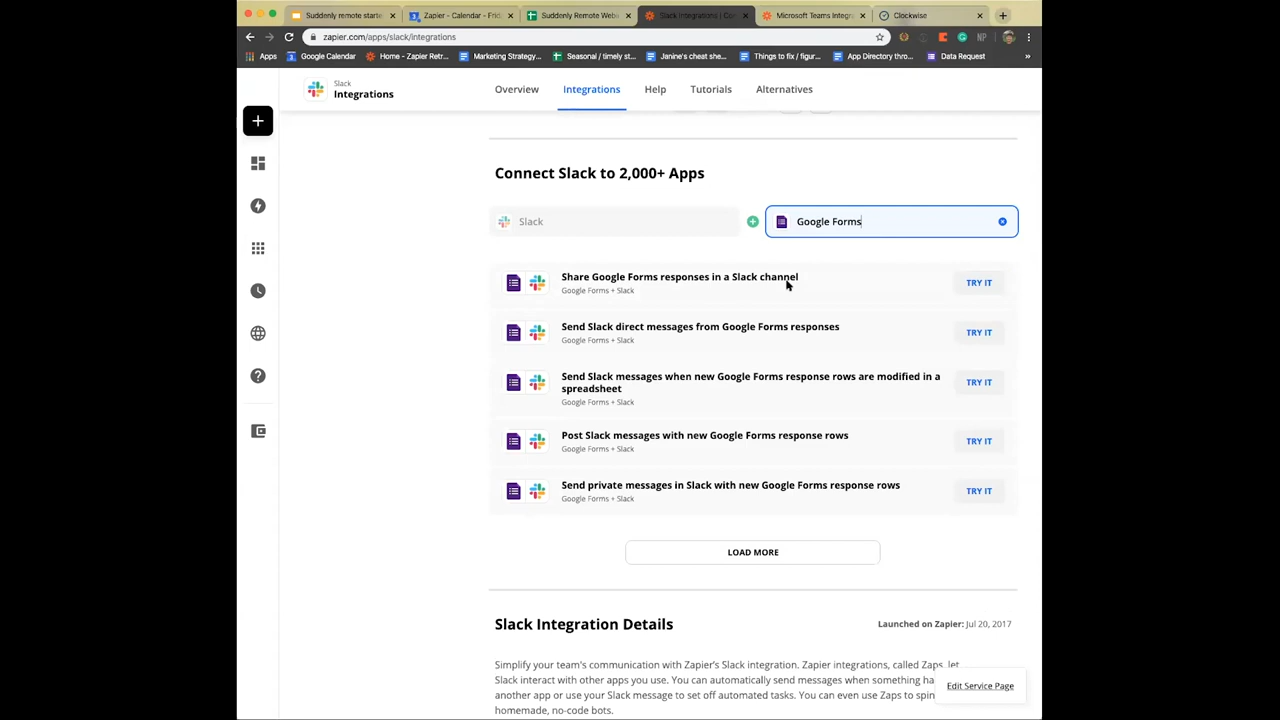 Suddenly remote starte
Zapier - Calendar - Frid
Suddenly Remote Webi
Slack Integrations | Con
Microsoft Teams Integra
Clockwise
zapier.com/apps/slack/integrations
NP
Apps
Google Calendar
Home - Zapier Retr...
Marketing Strategy...
Seasonal / timely st...
Janine's cheat she...
Things to fix / figur...
App Directory thro...
Data Request
»
Slack
Integrations
Overview
Integrations
Help
Tutorials
Alternatives
Connect Slack to 2,000+ Apps
Slack
Google Forms
Share Google Forms responses in a Slack channel
Google Forms + Slack
TRY IT
Send Slack direct messages from Google Forms responses
Google Forms + Slack
TRY IT
Send Slack messages when new Google Forms response rows are modified in a
spreadsheet
Google Forms + Slack
TRY IT
Post Slack messages with new Google Forms response rows
Google Forms + Slack
TRY IT
Send private messages in Slack with new Google Forms response rows
Google Forms + Slack
TRY IT
LOAD MORE
Slack Integration Details
Launched on Zapier: Jul 20, 2017
Simplify your team's communication with Zapier's Slack integration. Zapier integrations, called Zaps, let
Slack interact with other apps you use. You can automatically send messages when something ha
another app or use your Slack message to set off automated tasks. You can even use Zaps to spin
homemade, no-code bots.
Edit Service Page